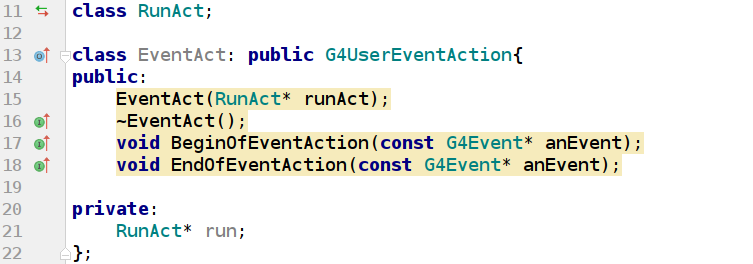 11 class RunAct;
12
13 class EventAct: public G4UserEventAction{
14 public:
15     EventAct(RunAct* runAct);
16     ~EventAct();
17     void BeginOfEventAction(const G4Event* anEvent);
18     void EndOfEventAction(const G4Event* anEvent);
19
20 private:
21     RunAct* run;
22 };